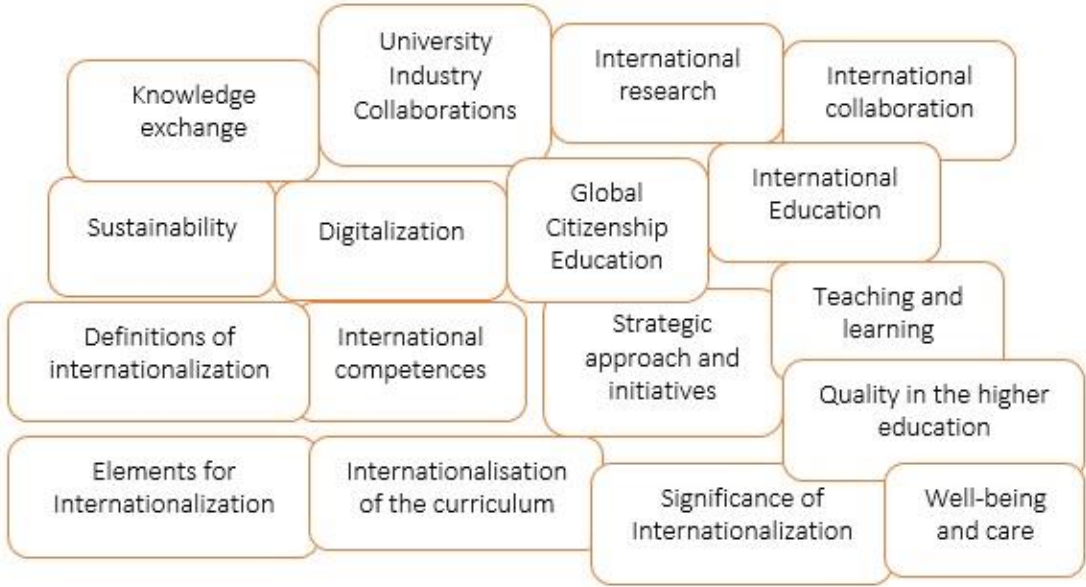 Knowledge
exchange
University
Industry
Collaborations
International
research
International
collaboration
Sustainability
Digitalization
Global
Citizenship
Education
International
Education
Definitions of
internationalization
International
competences
Strategic
approach and
initiatives
Teaching and
learning
Quality in the higher
education
Elements for
Internationalization
Internationalisation
of the curriculum
Significance of
Internationalization
Well-being
and care